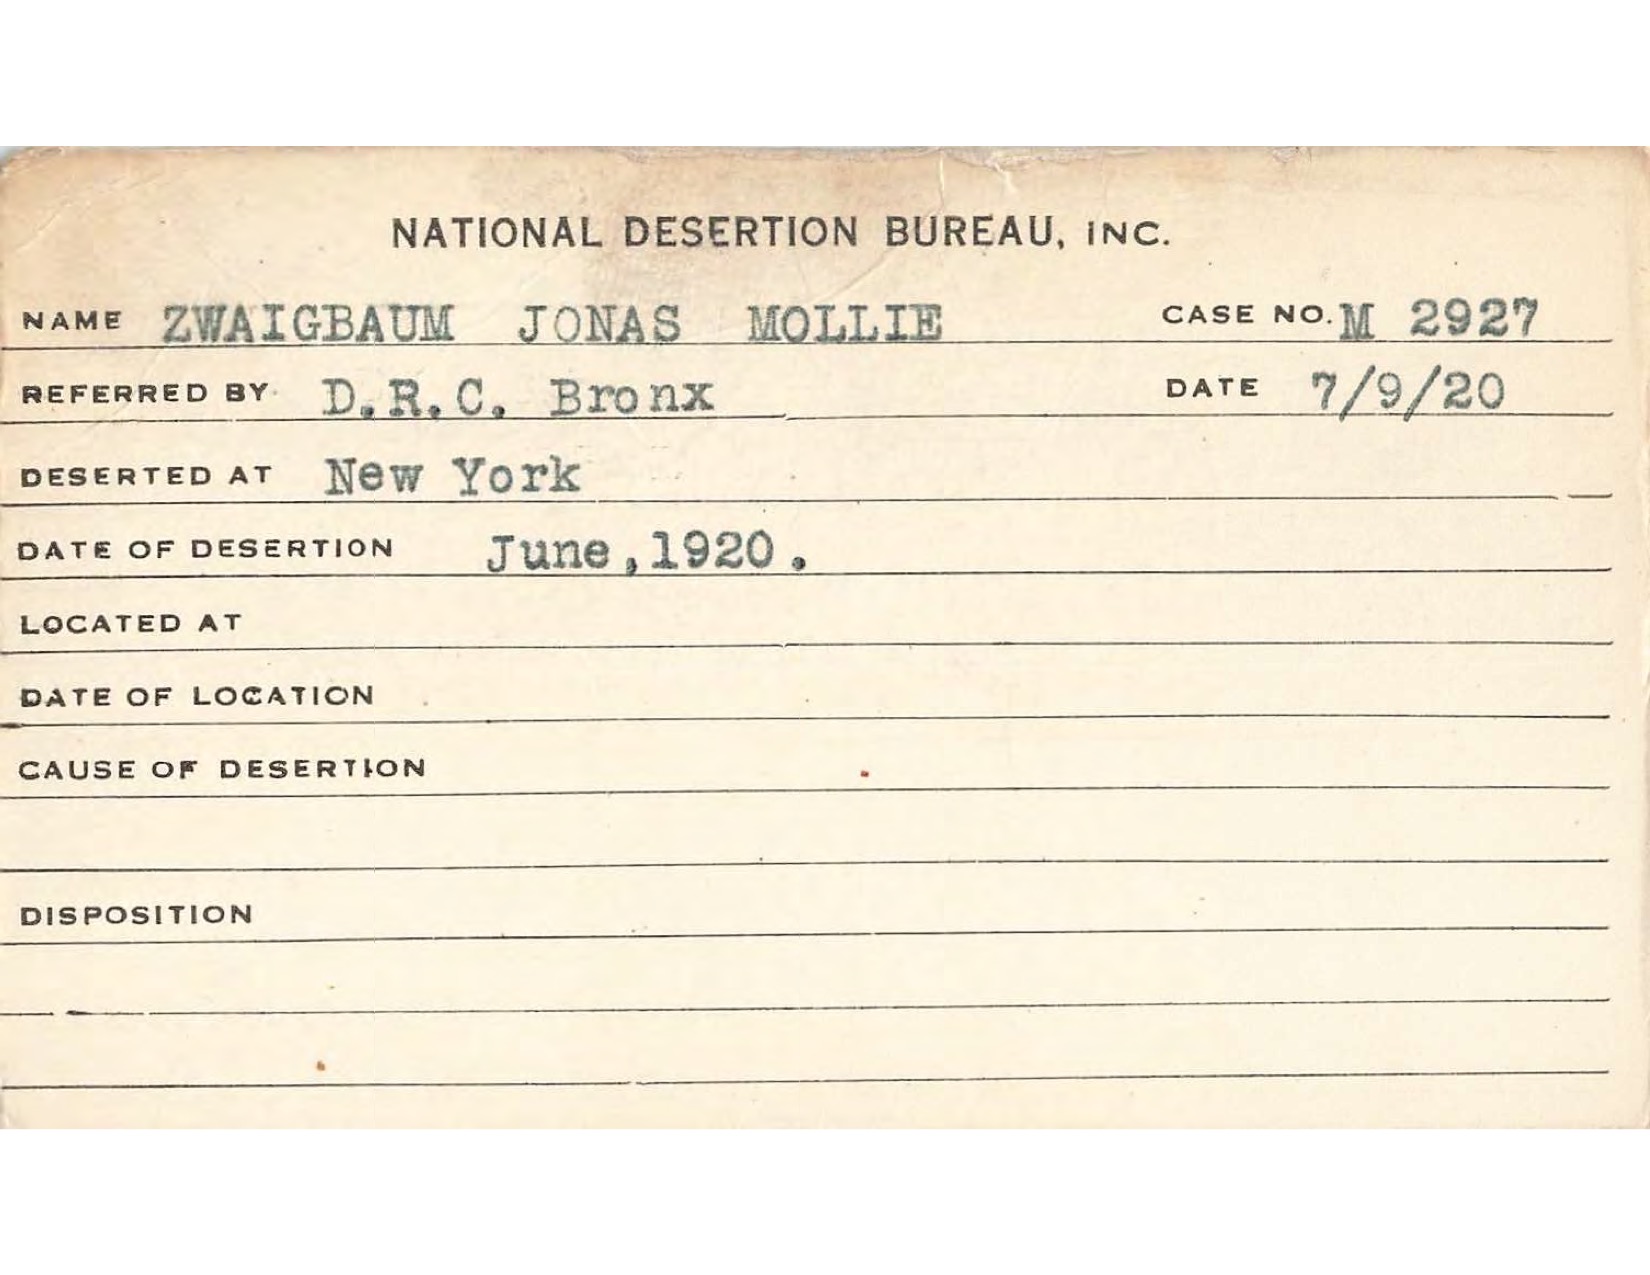 NATIONAL DESERTION BUREAU, INC.
NAME ZWAIGBAUM JONAS MOLLIE CASE NO. M 2927
REFERRED BY D.R.C. Bronx DATE 7/9/20
DESERTED AT New York
DATE OF DESERTION June,1920.
LOCATED AT
DATE OF LOCATION
CAUSE OF DESERTION
DISPOSITION